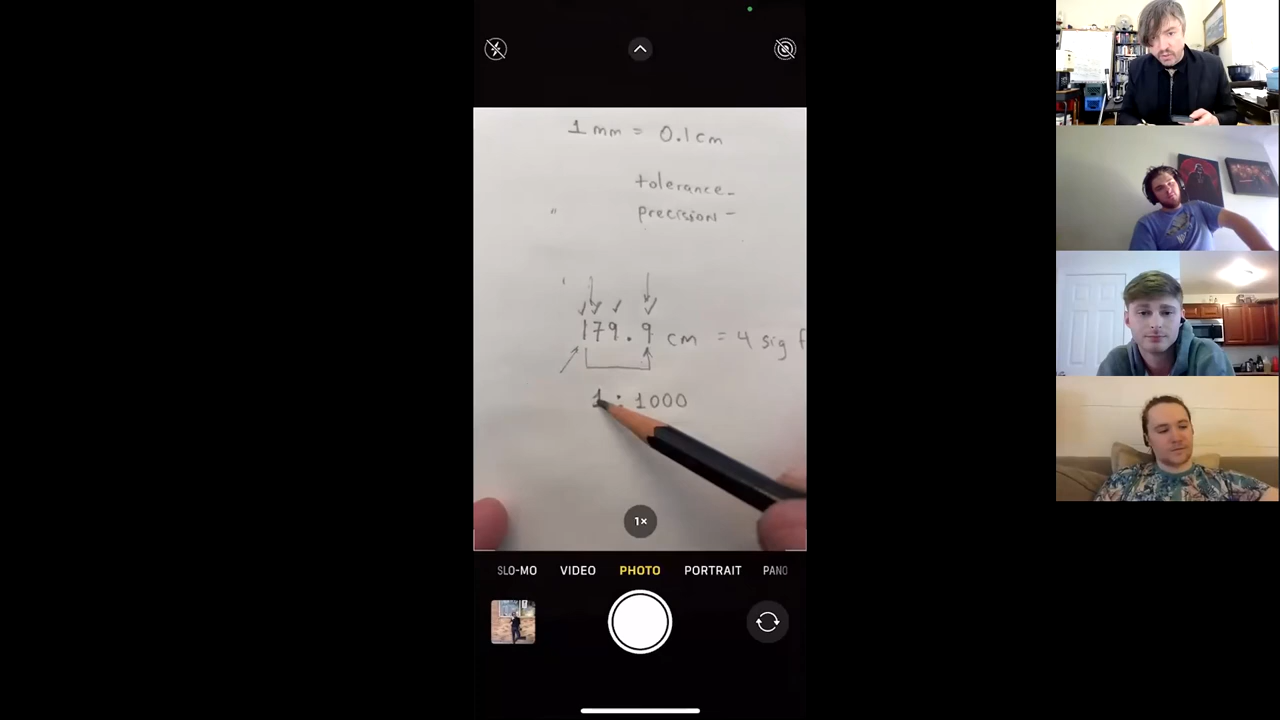 1 mm = 0.1 cm
tolerance-
precision-
179.9 cm = 4 sig f
1 : 1000
1×
SLO-MO VIDEO PHOTO PORTRAIT PANO